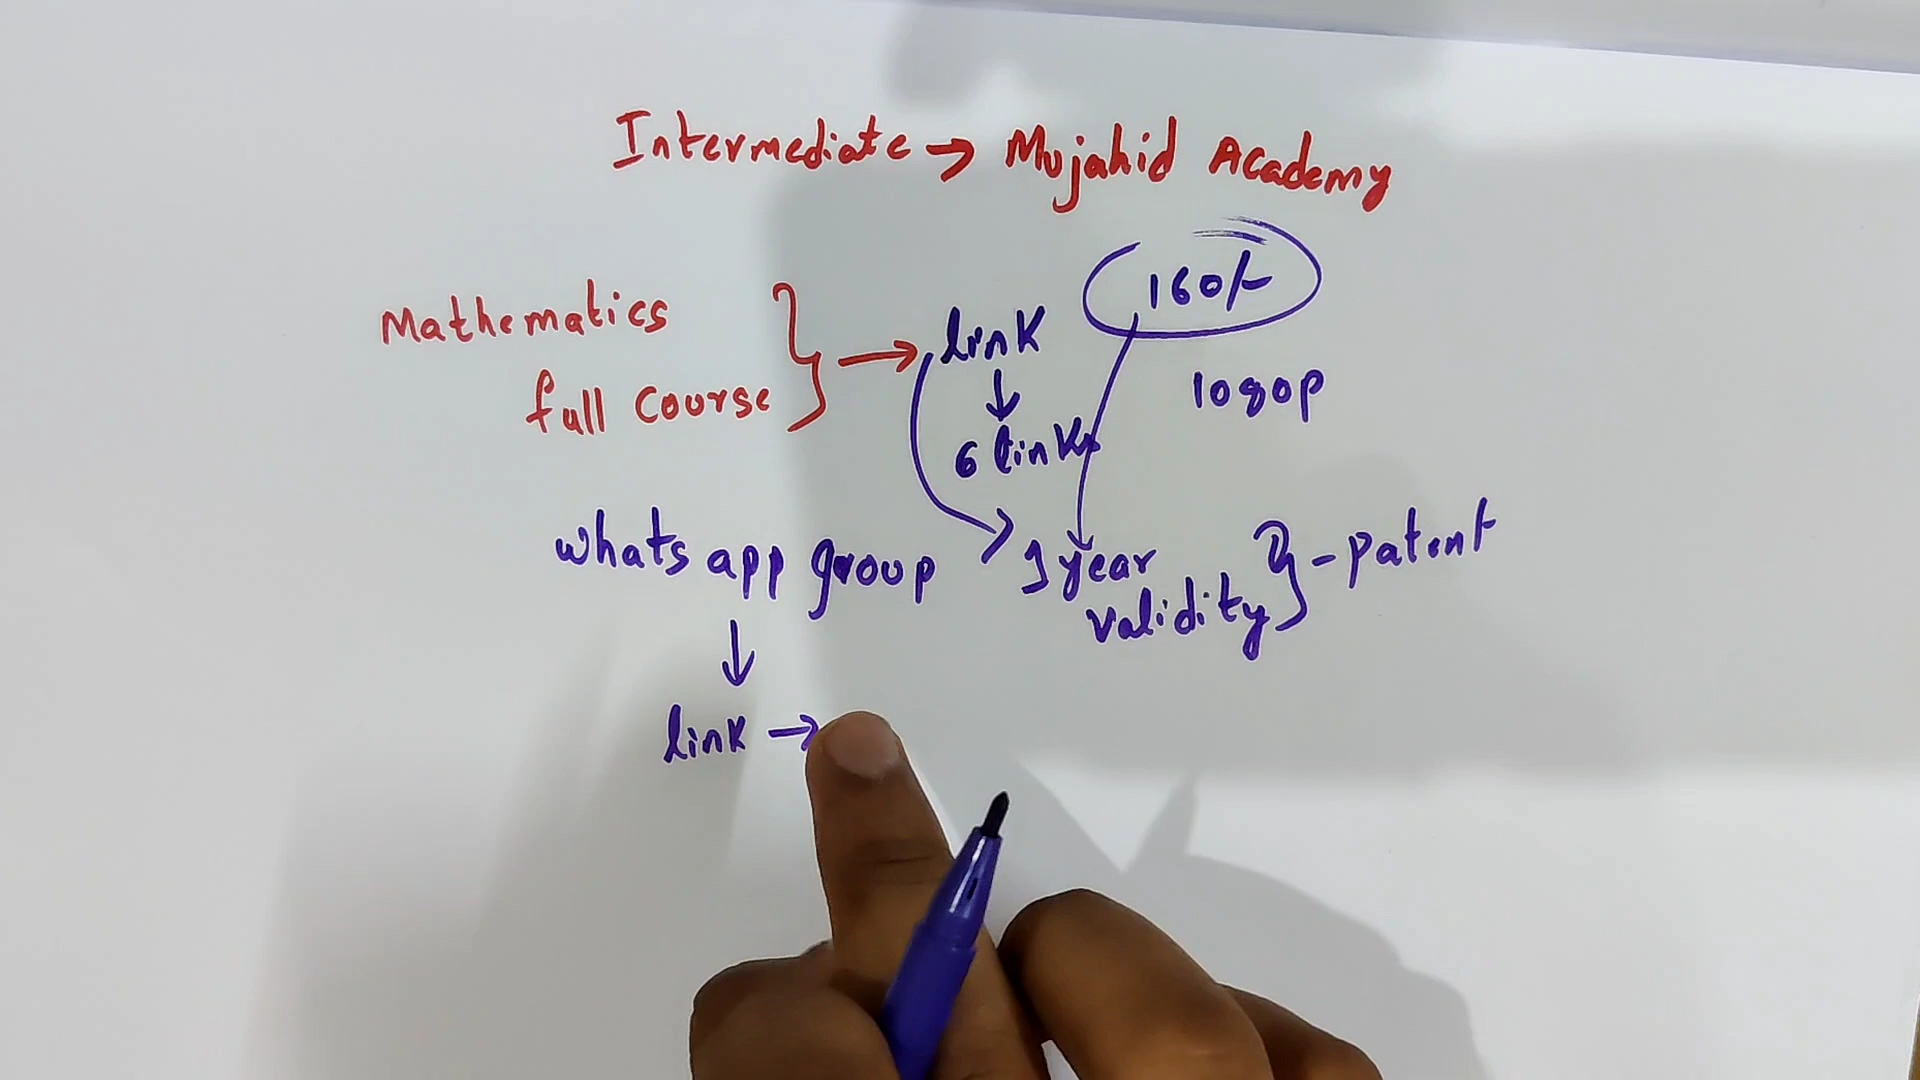 Intermediate → Mujahid Academy
160/-
Mathematics
full course
→ link
↓
6 links
1080p
whats app group
1 year
validity
- patent
↓
link →